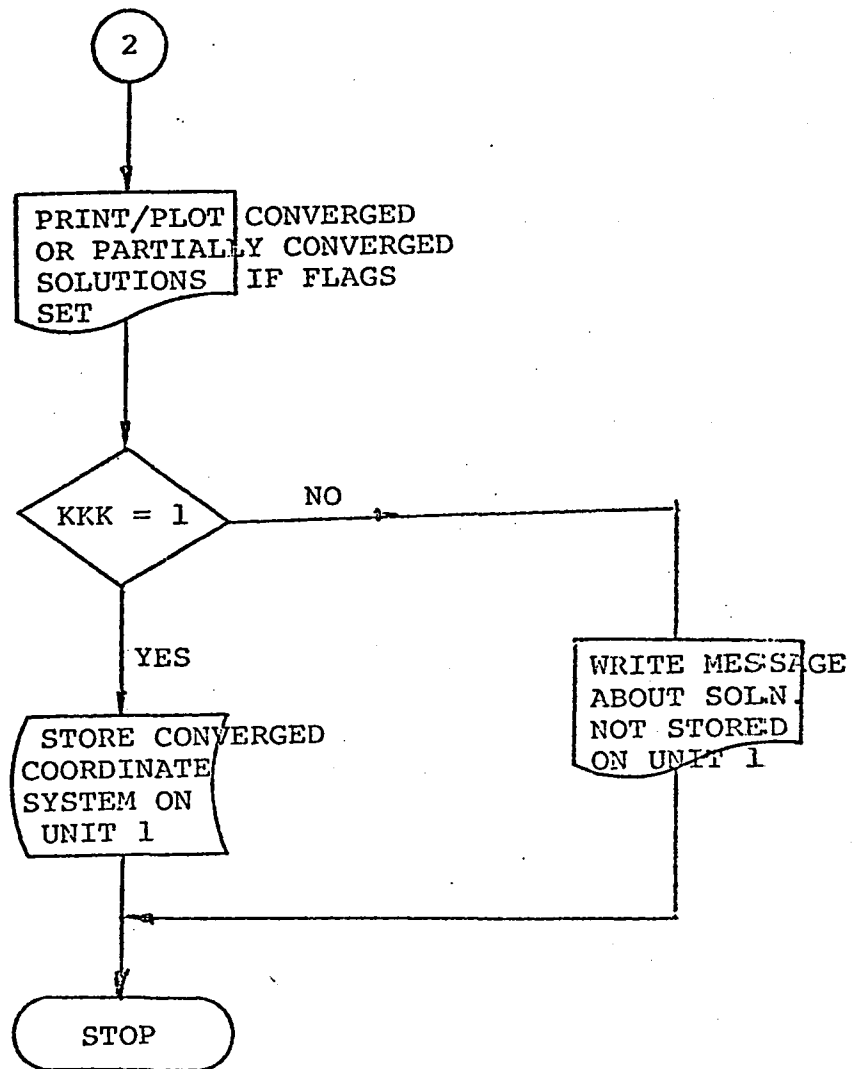 2
PRINT/PLOT CONVERGED
OR PARTIALLY CONVERGED
SOLUTIONS IF FLAGS
SET
KKK = 1
NO
YES
WRITE MESSAGE
ABOUT SOLN.
NOT STORED
ON UNIT 1
STORE CONVERGED
COORDINATE
SYSTEM ON
UNIT 1
STOP